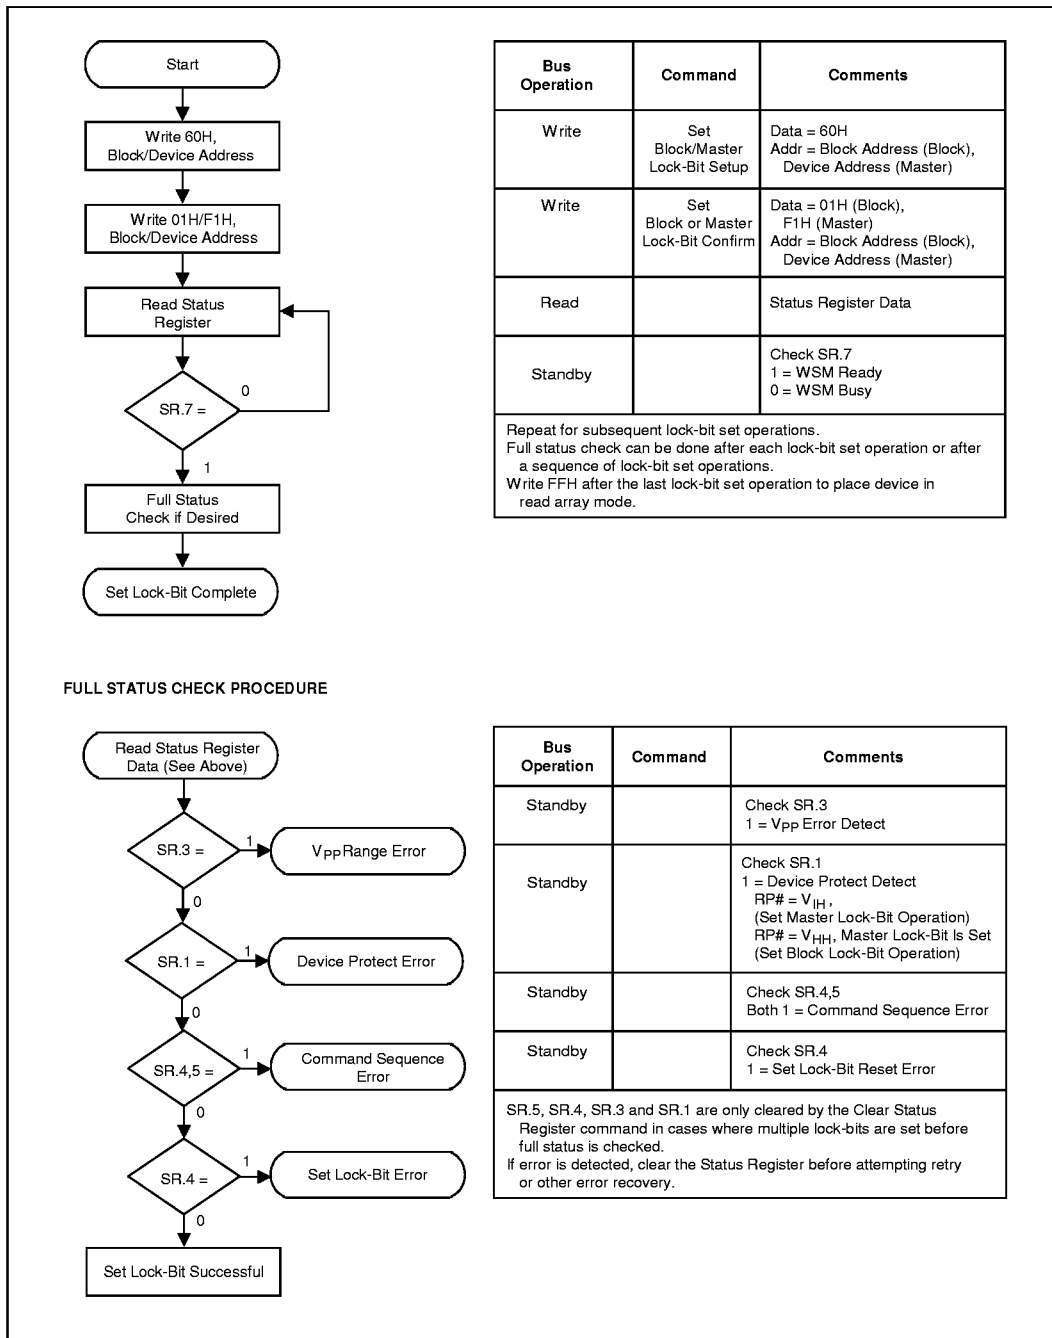 Start
Write 60H,
Block/Device Address
Write 01H/F1H,
Block/Device Address
Read Status
Register
0
SR.7 =
1
Full Status
Check if Desired
Set Lock-Bit Complete
Bus
Operation
Command
Comments
Write
Set
Block/Master
Lock-Bit Setup
Data = 60H
Addr = Block Address (Block),
Device Address (Master)
Write
Set
Block or Master
Lock-Bit Confirm
Data = 01H (Block),
F1H (Master)
Addr = Block Address (Block),
Device Address (Master)
Read
Status Register Data
Standby
Check SR.7
1 = WSM Ready
0 = WSM Busy
Repeat for subsequent lock-bit set operations.
Full status check can be done after each lock-bit set operation or after
a sequence of lock-bit set operations.
Write FFH after the last lock-bit set operation to place device in
read array mode.
FULL STATUS CHECK PROCEDURE
Read Status Register
Data (See Above)
SR.3 =
1
VPP Range Error
0
SR.1 =
1
Device Protect Error
0
SR.4,5 =
1
Command Sequence
Error
0
SR.4 =
1
Set Lock-Bit Error
0
Set Lock-Bit Successful
Bus
Operation
Command
Comments
Standby
Check SR.3
1 = VPP Error Detect
Standby
Check SR.1
1 = Device Protect Detect
RP# = VIH,
(Set Master Lock-Bit Operation)
RP# = VHH, Master Lock-Bit Is Set
(Set Block Lock-Bit Operation)
Standby
Check SR.4,5
Both 1 = Command Sequence Error
Standby
Check SR.4
1 = Set Lock-Bit Reset Error
SR.5, SR.4, SR.3 and SR.1 are only cleared by the Clear Status
Register command in cases where multiple lock-bits are set before
full status is checked.
If error is detected, clear the Status Register before attempting retry
or other error recovery.